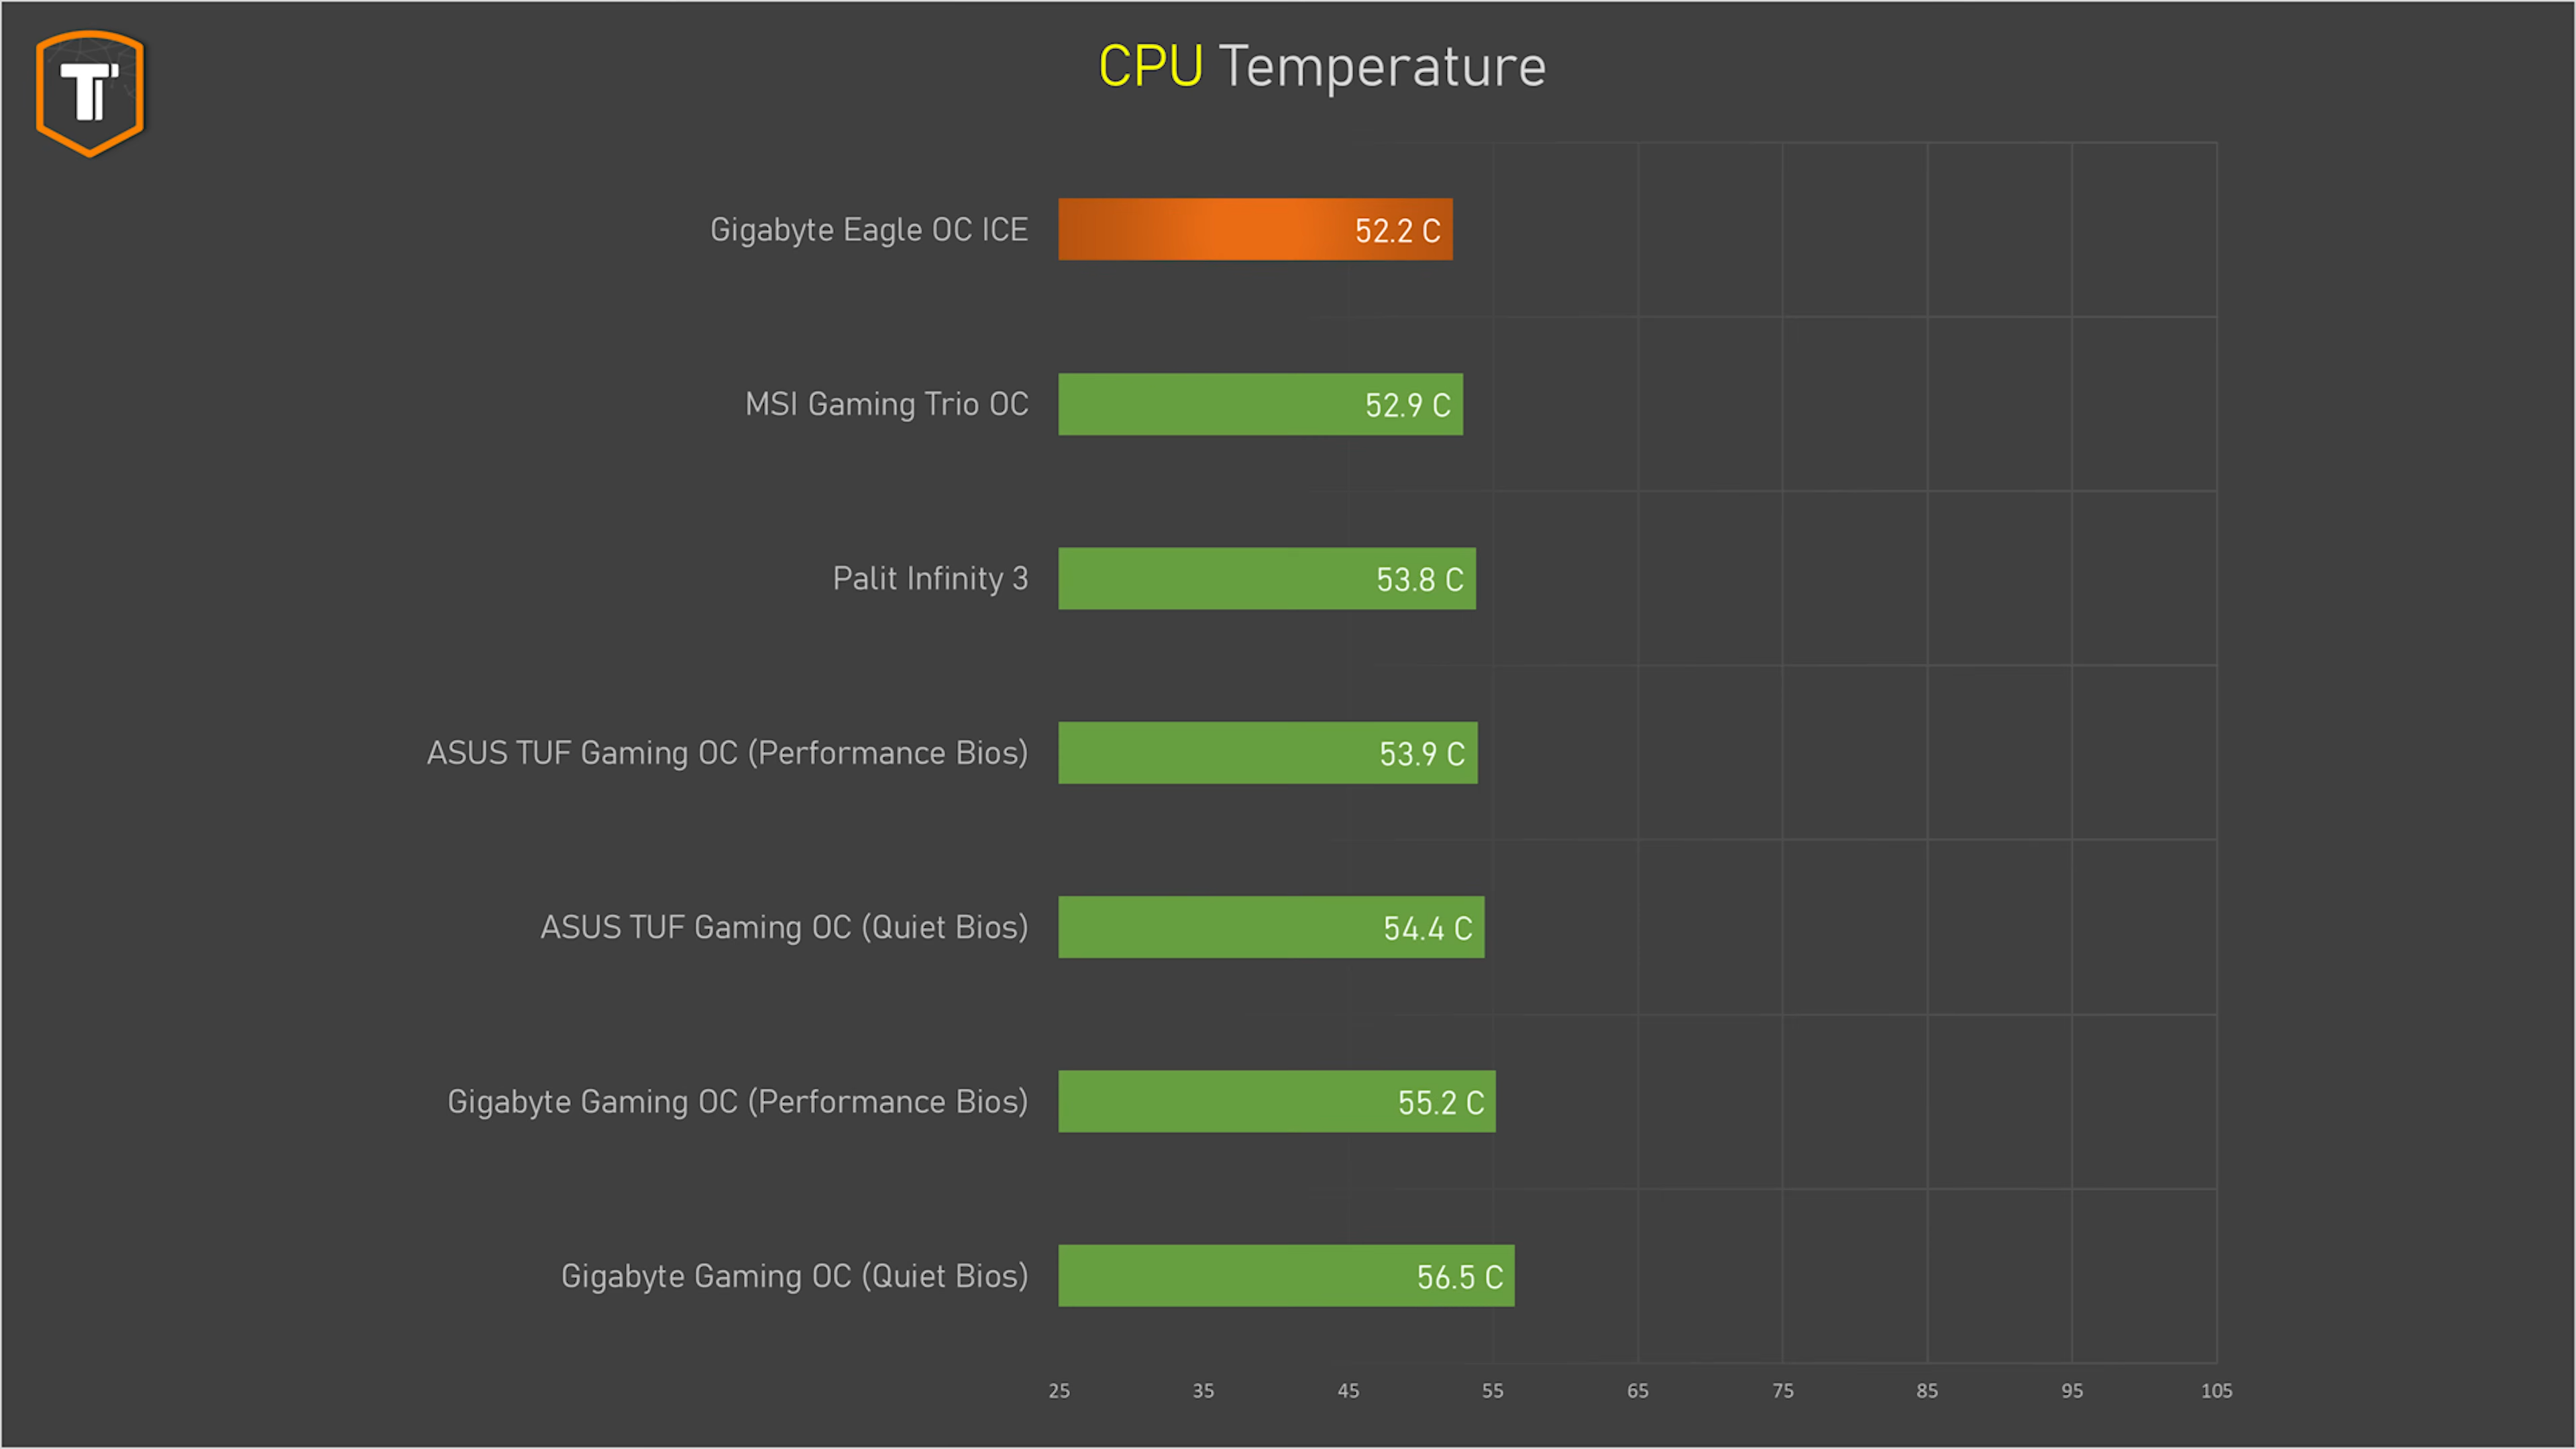 CPU Temperature
Gigabyte Eagle OC ICE 52.2 C
MSI Gaming Trio OC 52.9 C
Palit Infinity 3 53.8 C
ASUS TUF Gaming OC (Performance Bios) 53.9 C
ASUS TUF Gaming OC (Quiet Bios) 54.4 C
Gigabyte Gaming OC (Performance Bios) 55.2 C
Gigabyte Gaming OC (Quiet Bios) 56.5 C
25 35 45 55 65 75 85 95 105